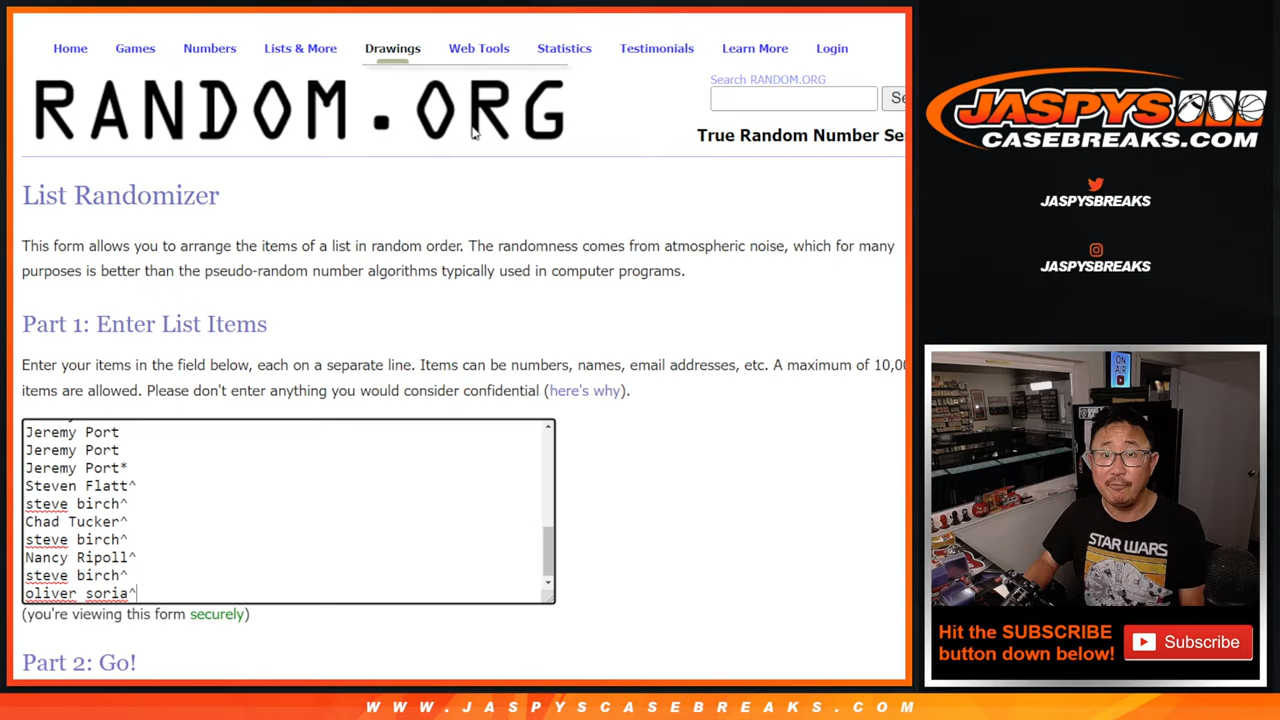 Home Games Numbers Lists & More Drawings Web Tools Statistics Testimonials Learn More Login
RANDOM.ORG
Search RANDOM.ORG
Se
True Random Number Se
List Randomizer
This form allows you to arrange the items of a list in random order. The randomness comes from atmospheric noise, which for many
purposes is better than the pseudo-random number algorithms typically used in computer programs.
Part 1: Enter List Items
Enter your items in the field below, each on a separate line. Items can be numbers, names, email addresses, etc. A maximum of 10,00
items are allowed. Please don't enter anything you would consider confidential (here's why).
Jeremy Port
Jeremy Port
Jeremy Port*
Steven Flatt^
steve birch^
Chad Tucker^
steve birch^
Nancy Ripoll^
steve birch^
oliver soria^
(you're viewing this form securely)
Part 2: Go!
JASPYS
CASEBREAKS.COM
JASPYSBREAKS
JASPYSBREAKS
ON AIR
STAR WARS
Hit the SUBSCRIBE
button down below!
Subscribe
WWW.JASPYSCASEBREAKS.COM